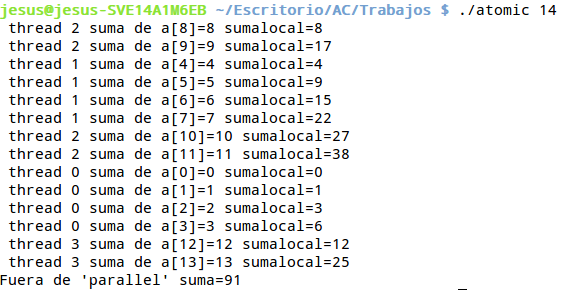 jesus@jesus-SVE14A1M6EB ~/Escritorio/AC/Trabajos $ ./atomic 14
thread 2 suma de a[8]=8 sumalocal=8
thread 2 suma de a[9]=9 sumalocal=17
thread 1 suma de a[4]=4 sumalocal=4
thread 1 suma de a[5]=5 sumalocal=9
thread 1 suma de a[6]=6 sumalocal=15
thread 1 suma de a[7]=7 sumalocal=22
thread 2 suma de a[10]=10 sumalocal=27
thread 2 suma de a[11]=11 sumalocal=38
thread 0 suma de a[0]=0 sumalocal=0
thread 0 suma de a[1]=1 sumalocal=1
thread 0 suma de a[2]=2 sumalocal=3
thread 0 suma de a[3]=3 sumalocal=6
thread 3 suma de a[12]=12 sumalocal=12
thread 3 suma de a[13]=13 sumalocal=25
Fuera de 'parallel' suma=91